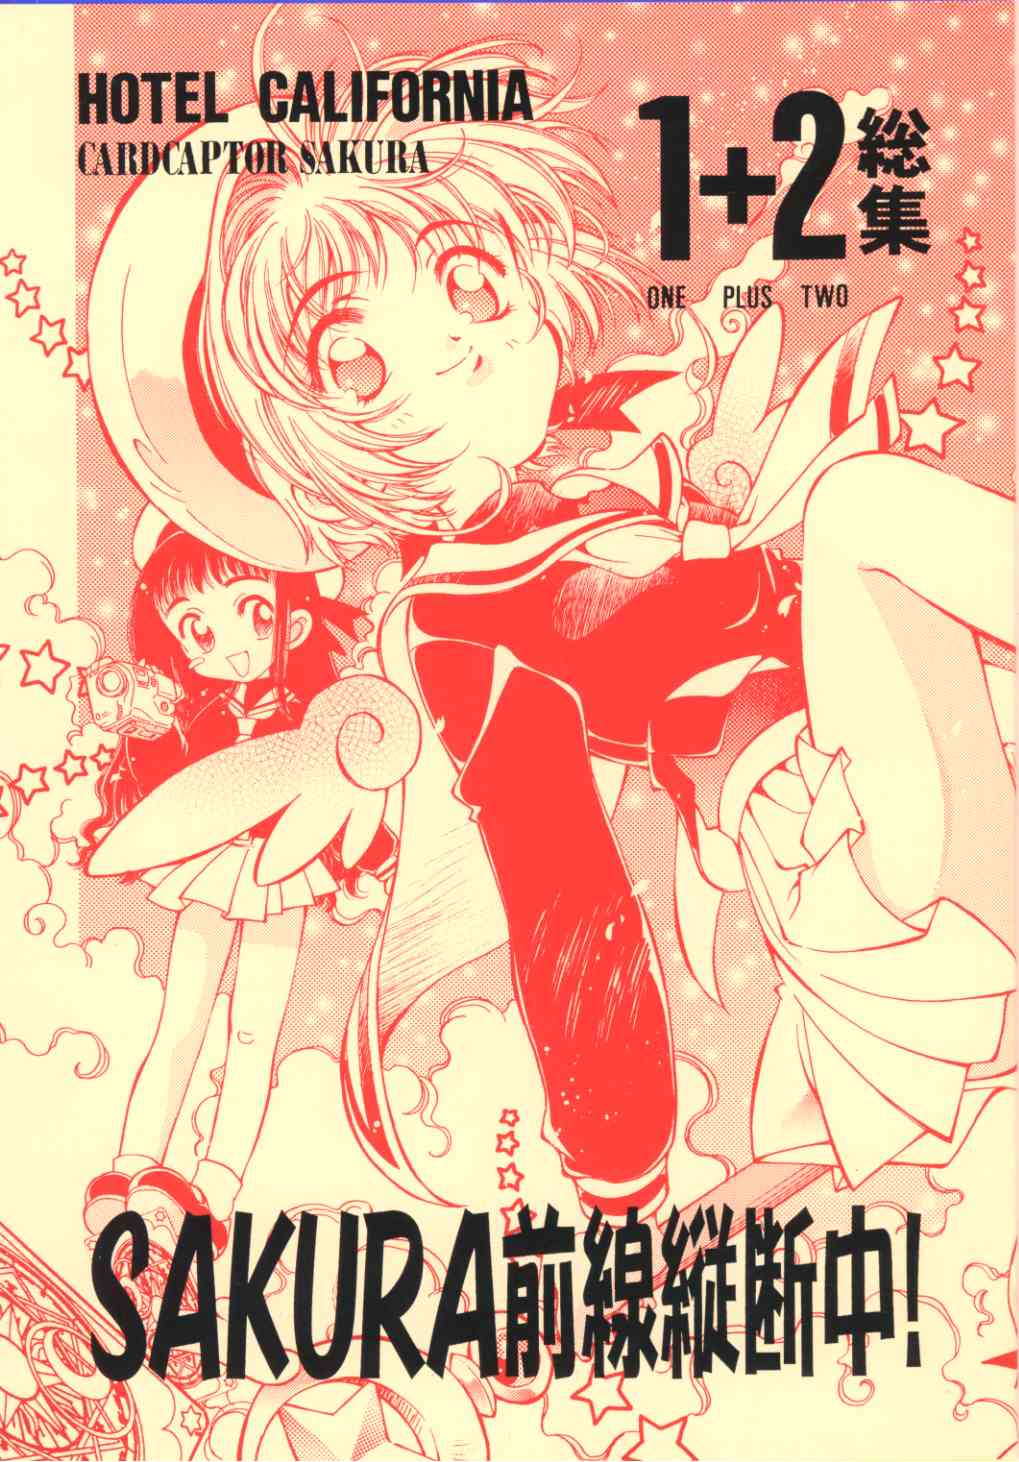 HOTEL CALIFORNIA
CARDCAPTOR SAKURA
1+2総集
ONE PLUS TWO
SAKURA前線縦断中!